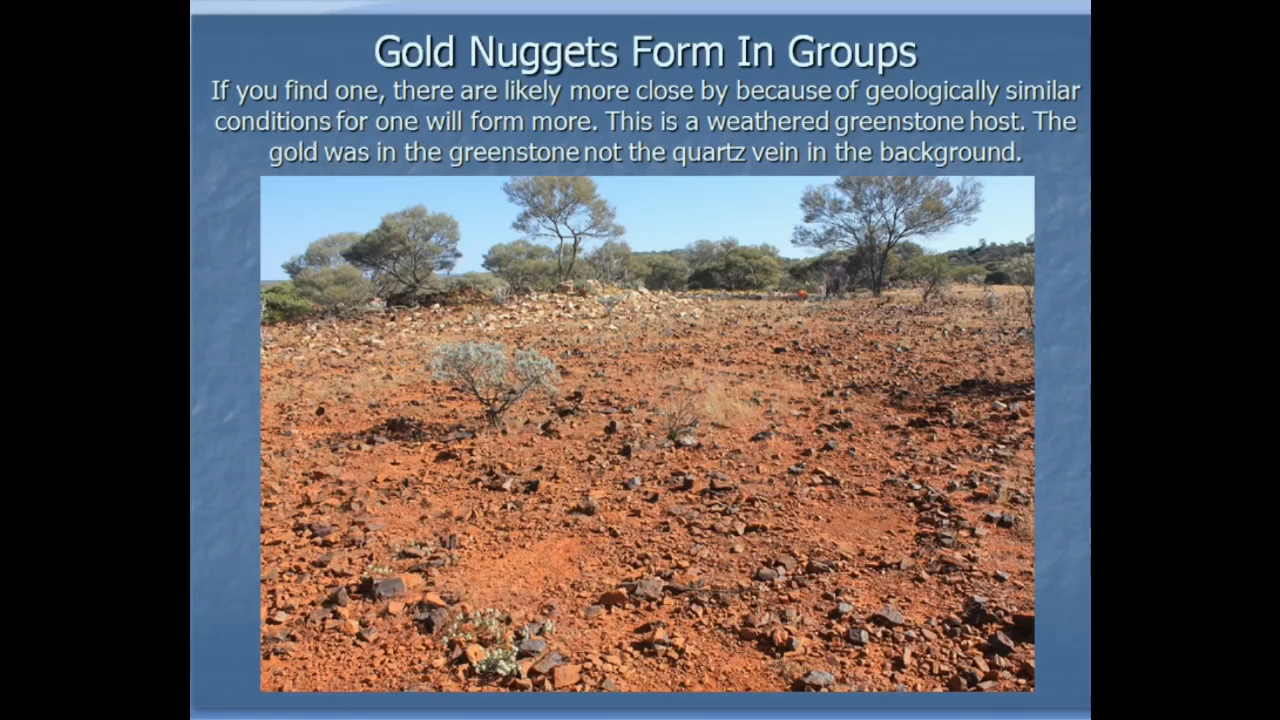 Gold Nuggets Form In Groups
If you find one, there are likely more close by because of geologically similar
conditions for one will form more. This is a weathered greenstone host. The
gold was in the greenstone not the quartz vein in the background.